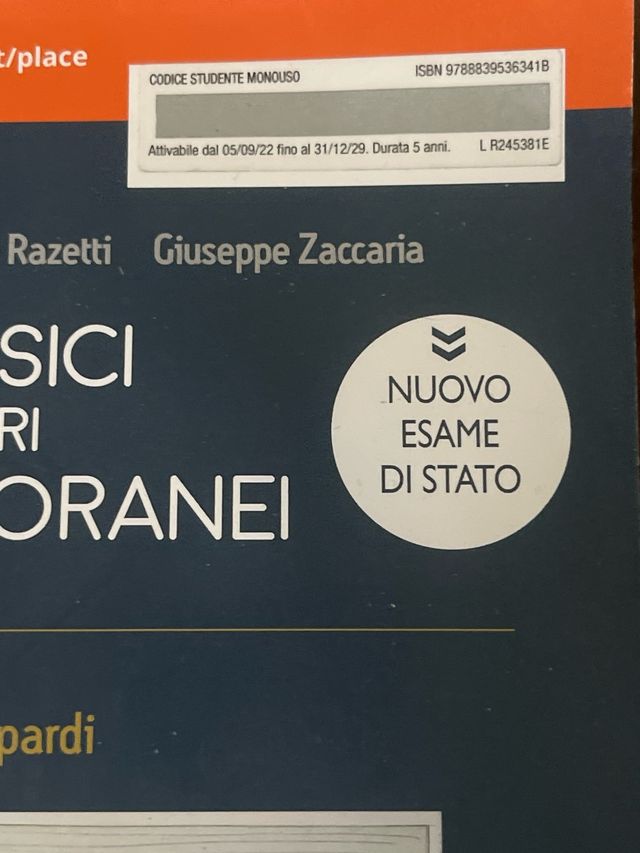 t/place
CODICE STUDENTE MONOUSO ISBN 9788839536341B
Attivabile dal 05/09/22 fino al 31/12/29. Durata 5 anni. L R245381E
Razetti Giuseppe Zaccaria
SICI
RI
ORANEI
NUOVO
ESAME
DI STATO
pardi